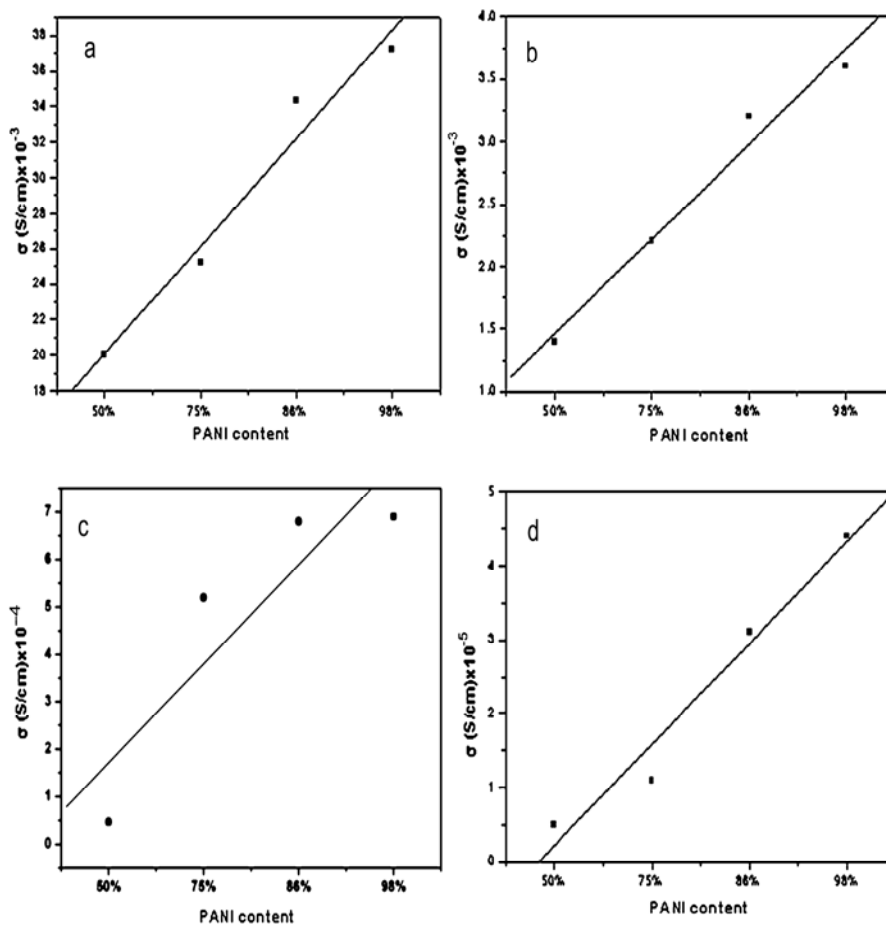 a
σ (S/cm)x10⁻³
38
36
34
32
30
28
26
24
22
20
18
50% 75% 86% 98%
PANI content
b
σ (S/cm)x10⁻³
4.0
3.5
3.0
2.5
2.0
1.5
1.0
50% 75% 86% 98%
PANI content
c
σ (S/cm)x10⁻⁴
7
6
5
4
3
2
1
0
50% 75% 86% 98%
PANI content
d
σ (S/cm)x10⁻⁵
5
4
3
2
1
0
50% 75% 86% 98%
PANI content